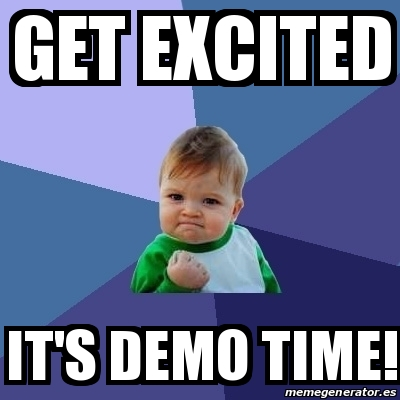 GET EXCITED
IT'S DEMO TIME!
memegenerator.es